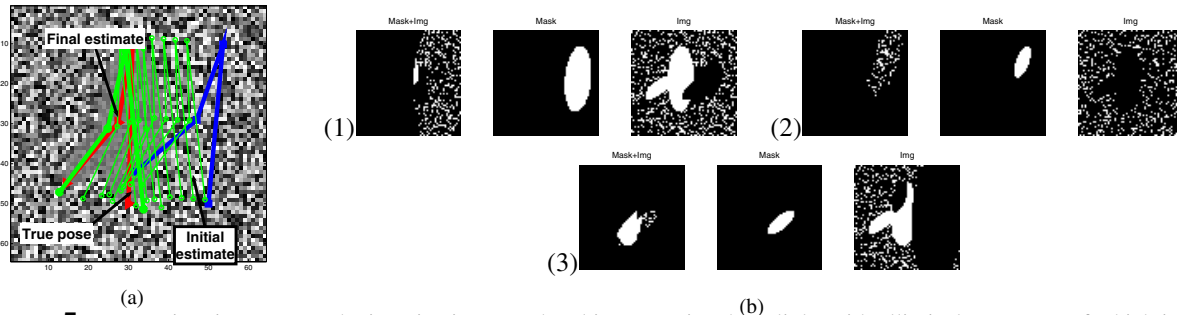 Final estimate
True pose
Initial
estimate
10
20
30
40
50
60
10 20 30 40 50 60
(a)
(1)
Mask+Img Mask Img
(2)
Mask+Img Mask Img
(3)
Mask+Img Mask Img
(b)